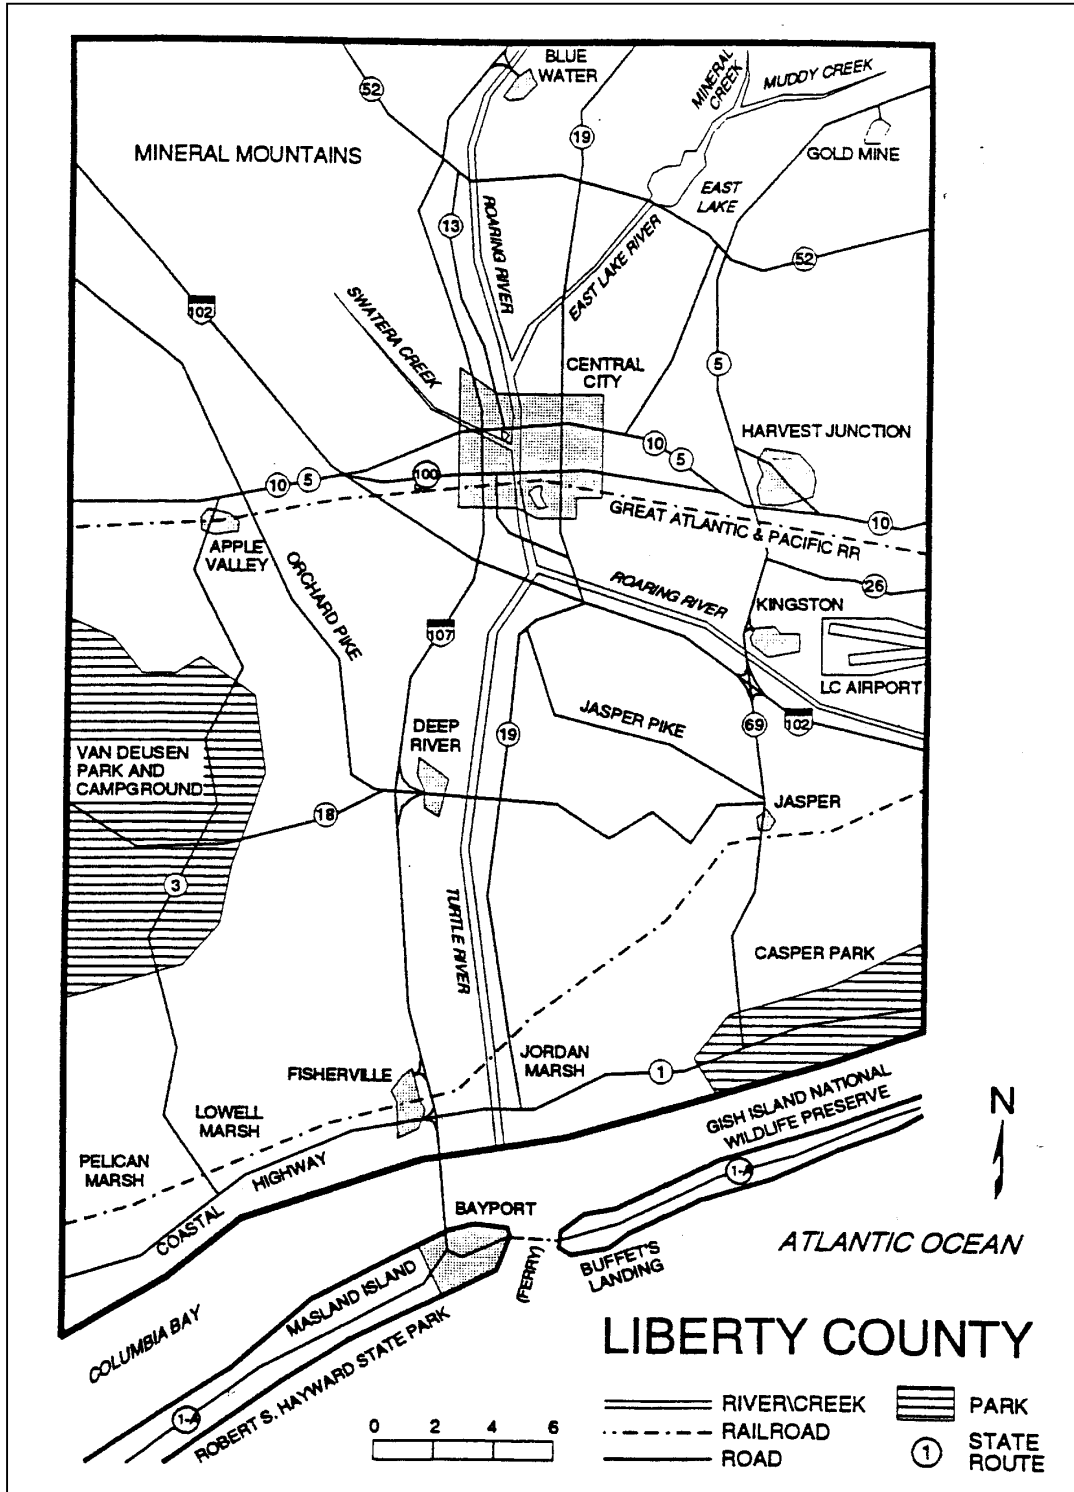 BLUE
WATER
MINERAL
CREEK
MUDDY CREEK
52
19
MINERAL MOUNTAINS
GOLD MINE
EAST
LAKE
13
ROARING RIVER
EAST LAKE RIVER
52
102
SWATERA CREEK
CENTRAL
CITY
5
10
5
HARVEST JUNCTION
10
5
100
GREAT ATLANTIC & PACIFIC RR
10
APPLE
VALLEY
ORCHARD PIKE
ROARING RIVER
26
KINGSTON
107
LC AIRPORT
JASPER PIKE
DEEP
RIVER
19
69
102
VAN DEUSEN
PARK AND
CAMPGROUND
18
JASPER
3
TURTLE RIVER
CASPER PARK
JORDAN
MARSH
1
FISHERVILLE
LOWELL
MARSH
GISH ISLAND NATIONAL
WILDLIFE PRESERVE
N
PELICAN
MARSH
COASTAL HIGHWAY
1-A
BAYPORT
(FERRY)
BUFFET'S
LANDING
ATLANTIC OCEAN
MASLAND ISLAND
COLUMBIA BAY
ROBERT S. HAYWARD STATE PARK
1-A
LIBERTY COUNTY
0 2 4 6
RIVER\CREEK
RAILROAD
ROAD
PARK
1
STATE
ROUTE